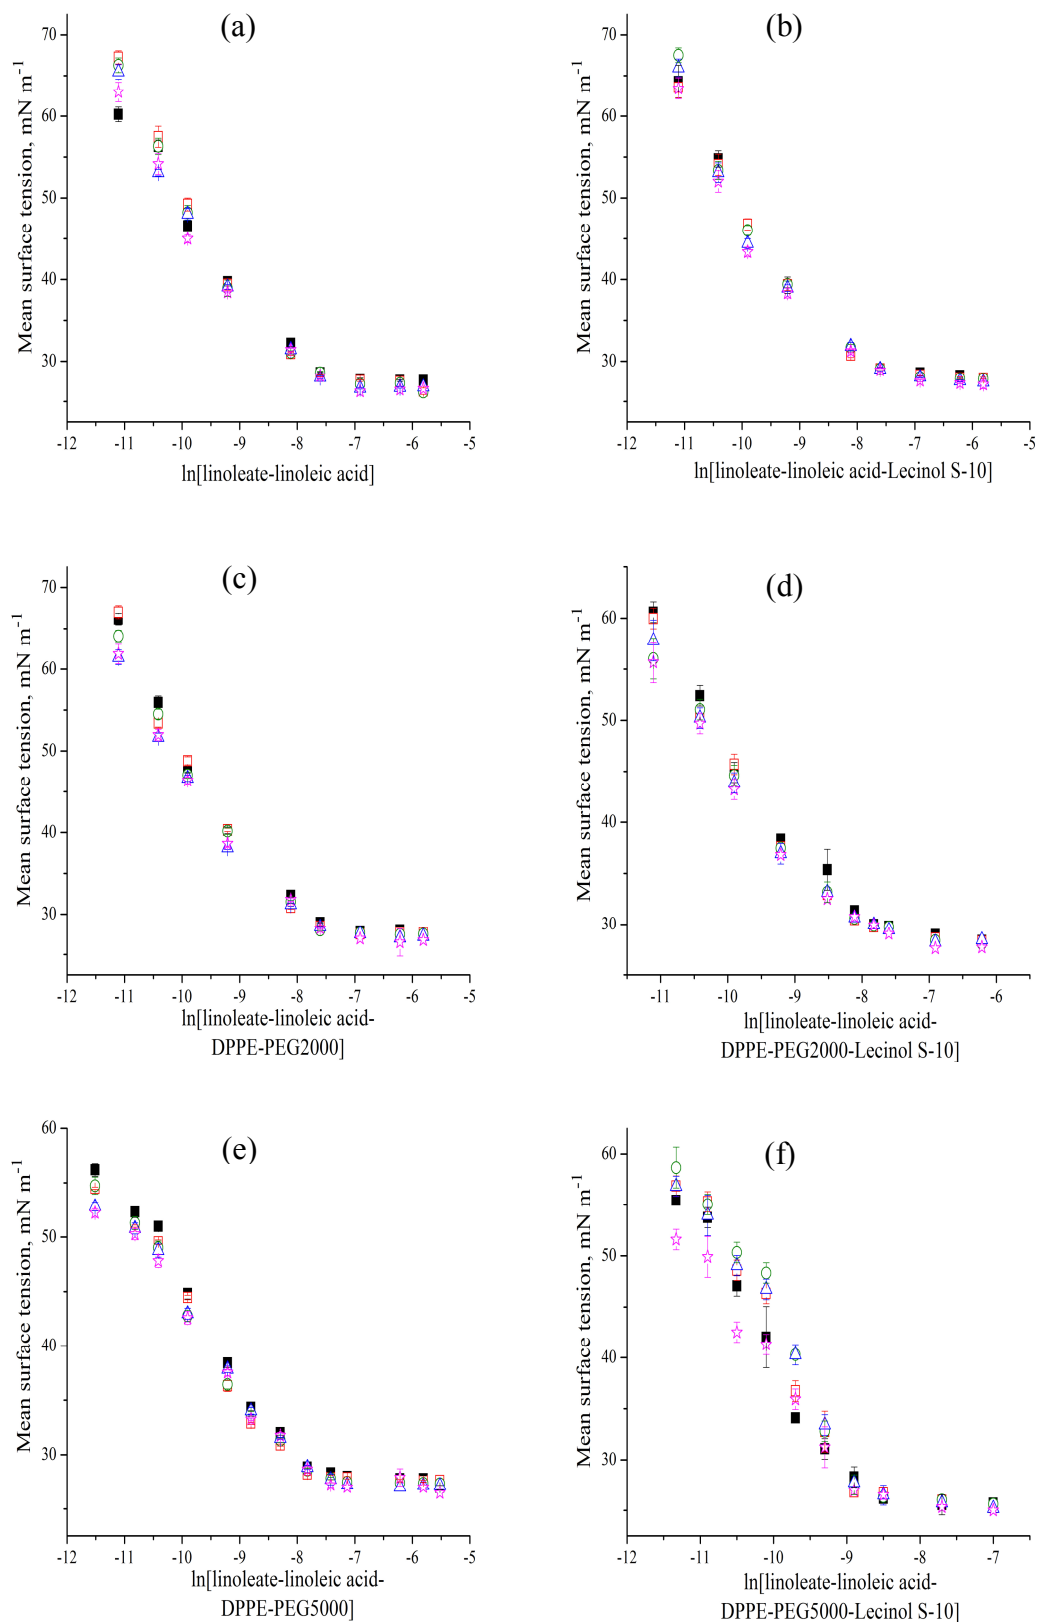 (a)
Mean surface tension, mN m⁻¹
70
60
50
40
30
-12 -11 -10 -9 -8 -7 -6 -5
ln[linoleate-linoleic acid]
(b)
Mean surface tension, mN m⁻¹
70
60
50
40
30
-12 -11 -10 -9 -8 -7 -6 -5
ln[linoleate-linoleic acid-Lecinol S-10]
(c)
Mean surface tension, mN m⁻¹
70
60
50
40
30
-12 -11 -10 -9 -8 -7 -6 -5
ln[linoleate-linoleic acid-
DPPE-PEG2000]
(d)
Mean surface tension, mN m⁻¹
60
50
40
30
-11 -10 -9 -8 -7 -6
ln[linoleate-linoleic acid-
DPPE-PEG2000-Lecinol S-10]
(e)
Mean surface tension, mN m⁻¹
60
50
40
30
-12 -11 -10 -9 -8 -7 -6 -5
ln[linoleate-linoleic acid-
DPPE-PEG5000]
(f)
Mean surface tension, mN m⁻¹
60
50
40
30
-12 -11 -10 -9 -8 -7
ln[linoleate-linoleic acid-
DPPE-PEG5000-Lecinol S-10]